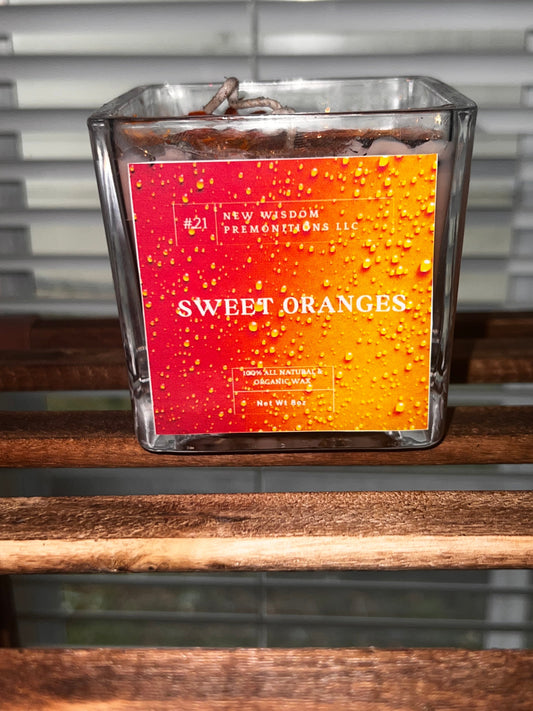 #21
NEW WISDOM
PREMONITIONS LLC
SWEET ORANGES
100% ALL NATURAL &
ORGANIC WAX
Net Wt 8oz